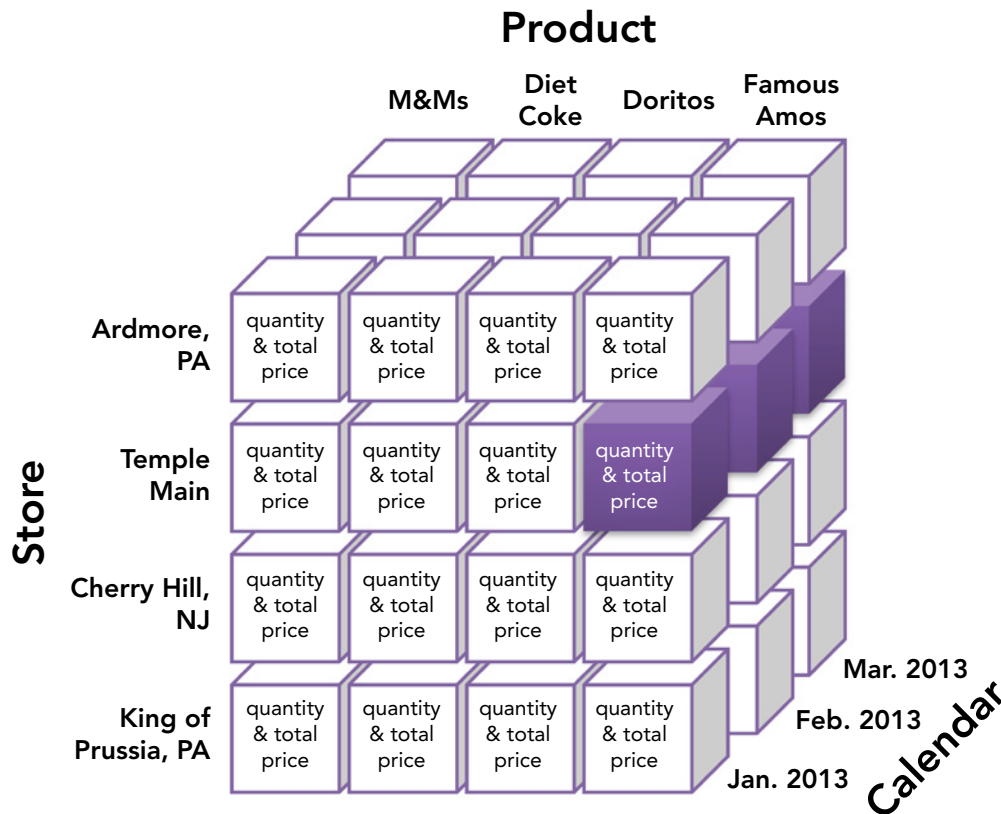 Product
M&Ms
Diet
Coke
Doritos
Famous
Amos
Store
Ardmore,
PA
quantity
& total
price
quantity
& total
price
quantity
& total
price
quantity
& total
price
Temple
Main
quantity
& total
price
quantity
& total
price
quantity
& total
price
quantity
& total
price
Cherry Hill,
NJ
quantity
& total
price
quantity
& total
price
quantity
& total
price
quantity
& total
price
King of
Prussia, PA
quantity
& total
price
quantity
& total
price
quantity
& total
price
quantity
& total
price
Mar. 2013
Feb. 2013
Jan. 2013
Calendar